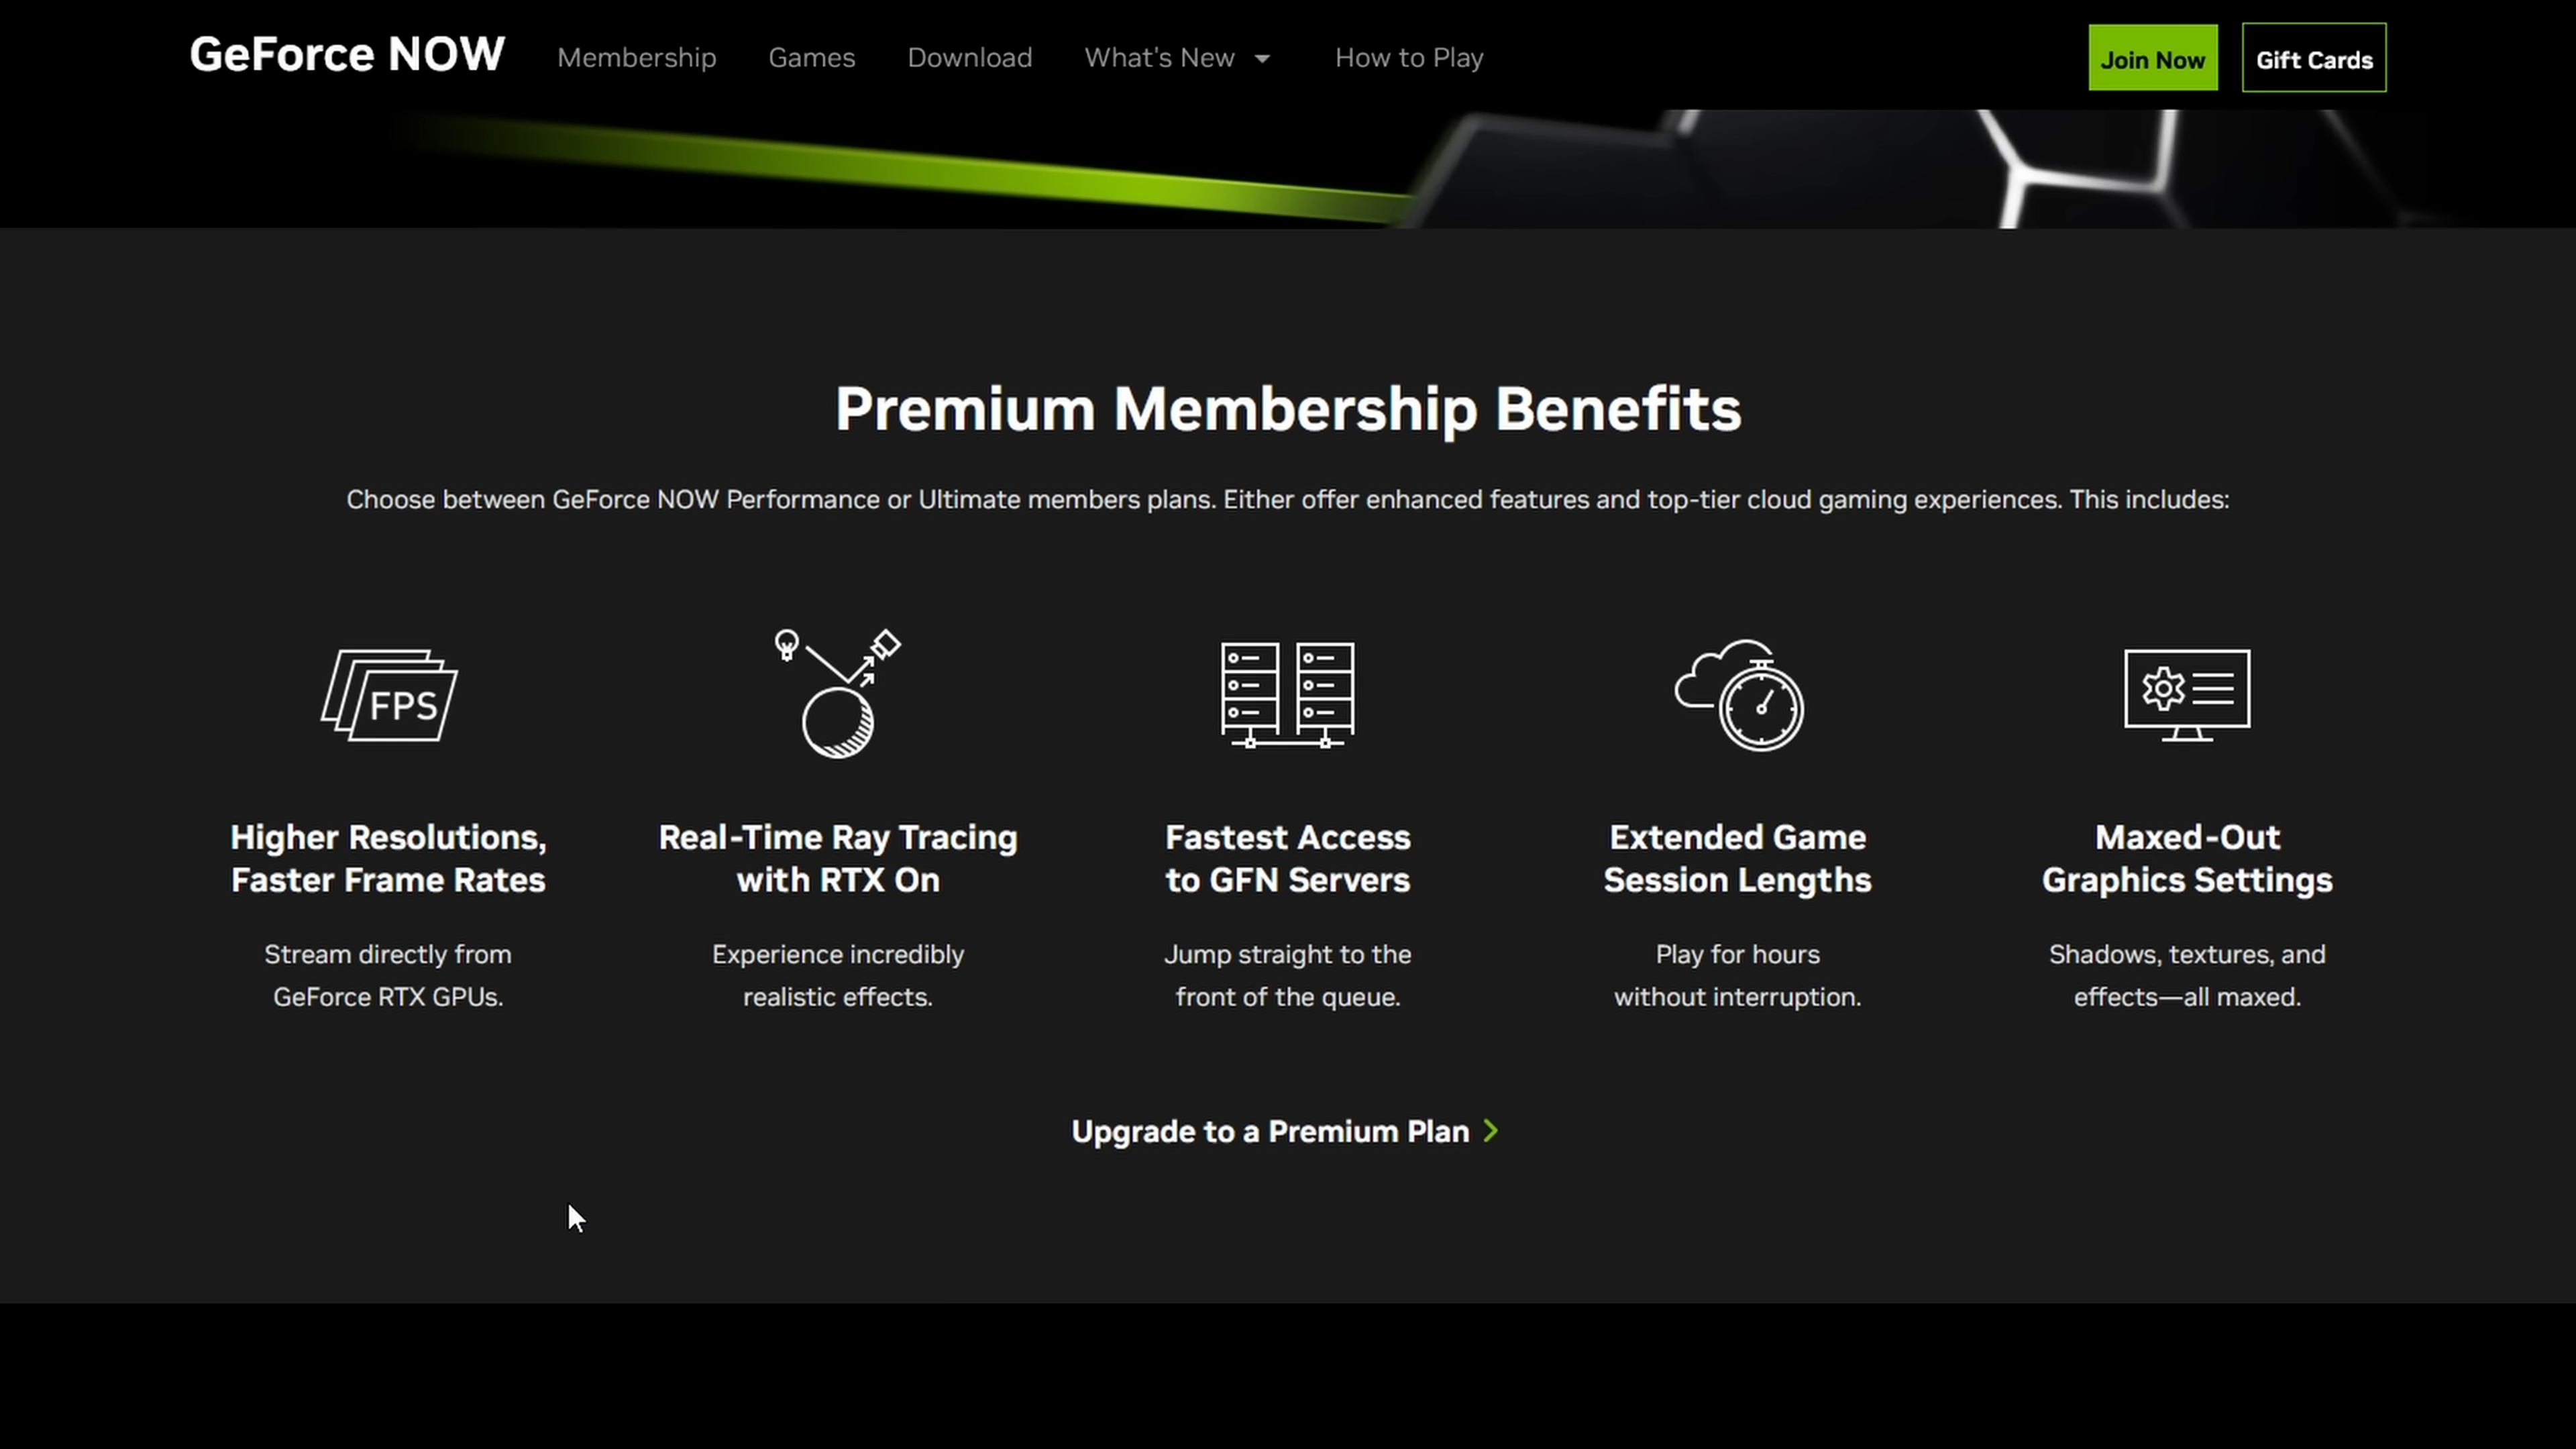 GeForce NOW
Membership
Games
Download
What's New
How to Play
Join Now
Gift Cards
Premium Membership Benefits
Choose between GeForce NOW Performance or Ultimate members plans. Either offer enhanced features and top-tier cloud gaming experiences. This includes:
FPS
Higher Resolutions,
Faster Frame Rates
Stream directly from
GeForce RTX GPUs.
Real-Time Ray Tracing
with RTX On
Experience incredibly
realistic effects.
Fastest Access
to GFN Servers
Jump straight to the
front of the queue.
Extended Game
Session Lengths
Play for hours
without interruption.
Maxed-Out
Graphics Settings
Shadows, textures, and
effects—all maxed.
Upgrade to a Premium Plan